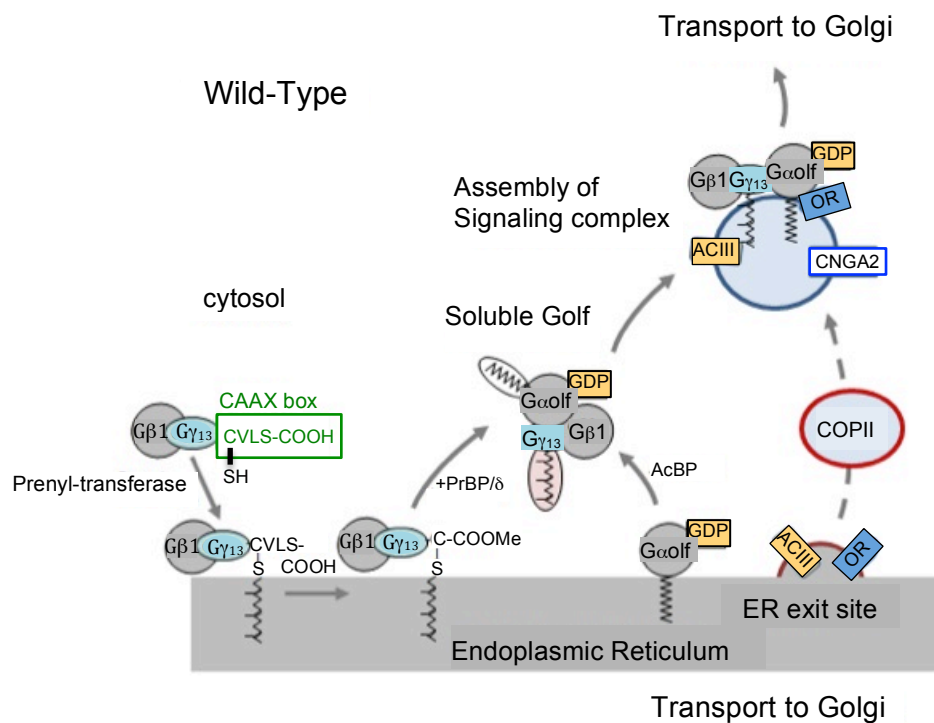 Transport to Golgi
Wild-Type
GDP
Gβ1 Gγ13 Gαolf
OR
Assembly of
Signaling complex
ACIII
CNGA2
cytosol
Soluble Golf
GDP
Gαolf
CAAX box
Gβ1 Gγ13 CVLS-COOH
Gγ13 Gβ1
COPII
SH
AcBP
Prenyl-transferase
+PrBP/δ
GDP
Gβ1 Gγ13 CVLS-
COOH
S
Gβ1 Gγ13 C-COOMe
S
Gαolf
ACIII
OR
ER exit site
Endoplasmic Reticulum
Transport to Golgi